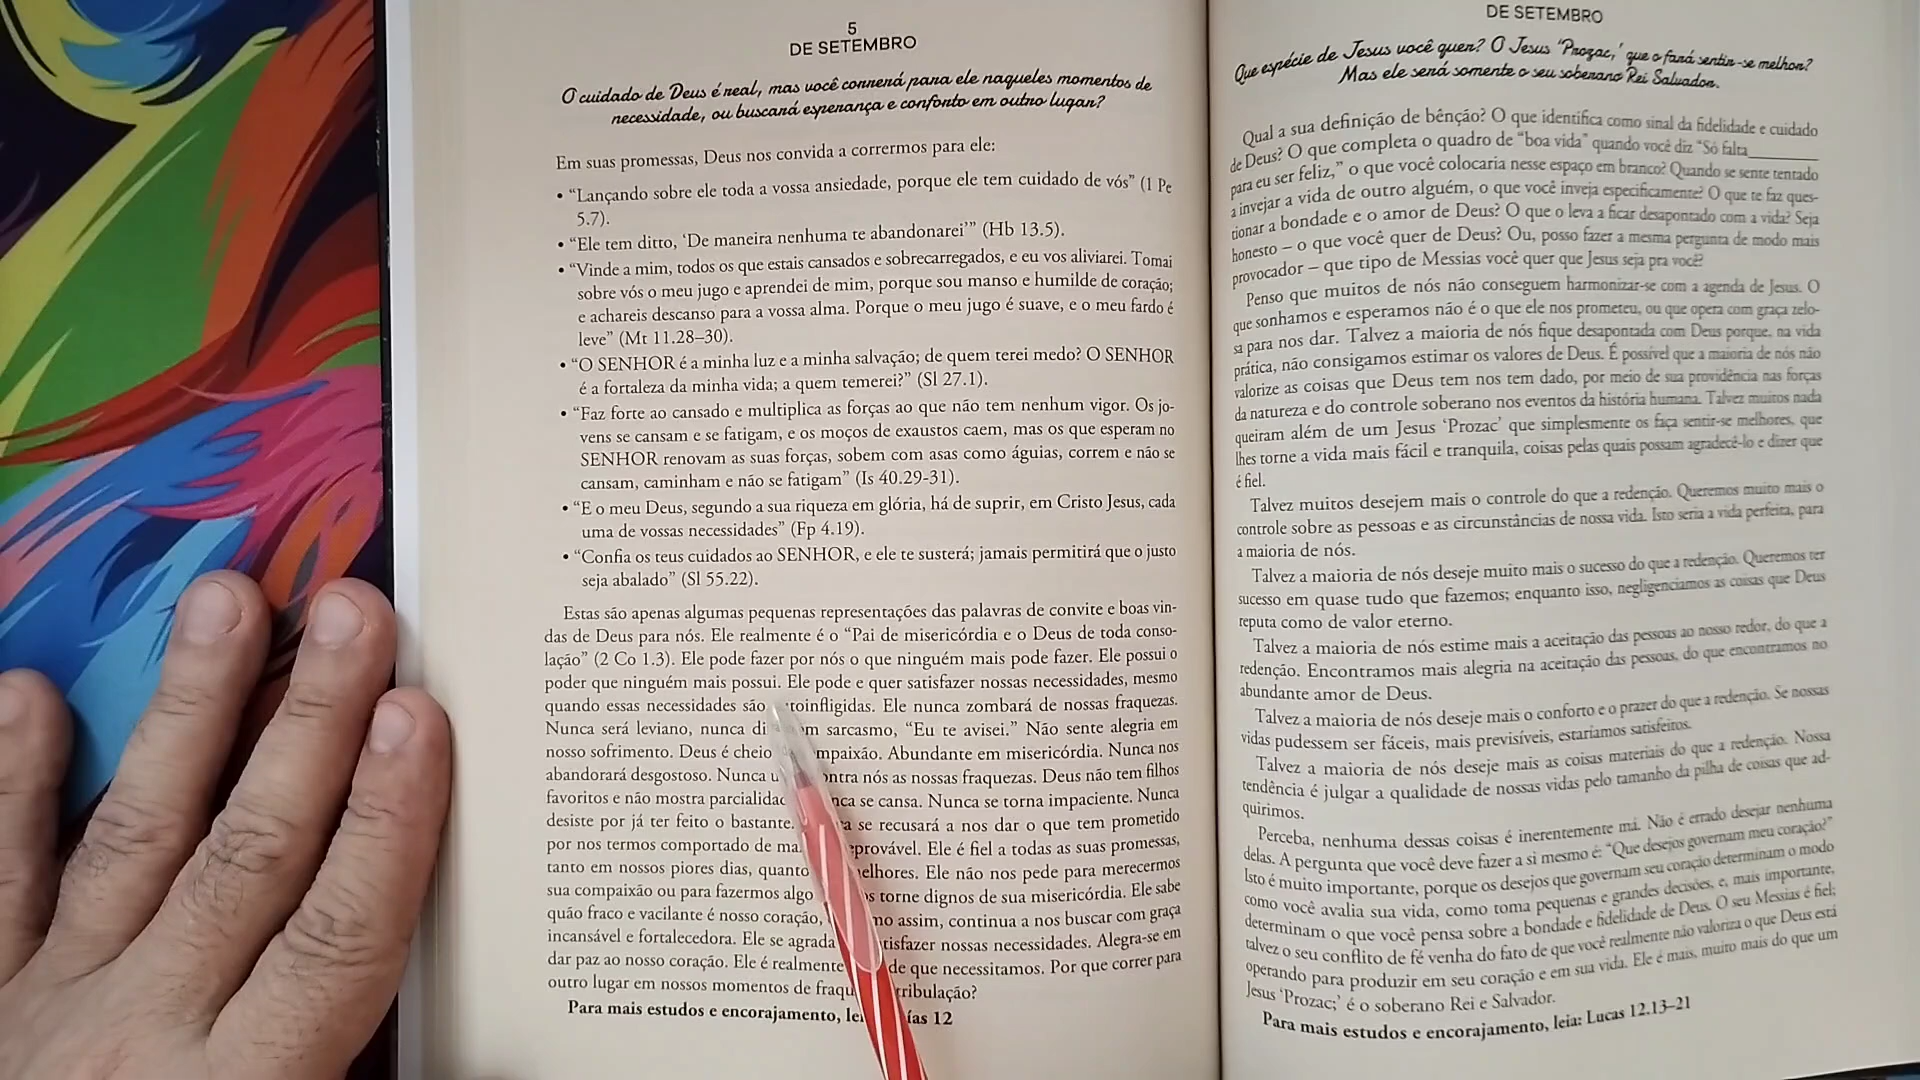 5
DE SETEMBRO
O cuidado de Deus é real, mas você correrá para ele naqueles momentos de
necessidade, ou buscará esperança e conforto em outro lugar?
Em suas promessas, Deus nos convida a corrermos para ele:
• “Lançando sobre ele toda a vossa ansiedade, porque ele tem cuidado de vós” (1 Pe
5.7).
• “Ele tem ditto, ‘De maneira nenhuma te abandonarei’” (Hb 13.5).
• “Vinde a mim, todos os que estais cansados e sobrecarregados, e eu vos aliviarei. Tomai
sobre vós o meu jugo e aprendei de mim, porque sou manso e humilde de coração;
e achareis descanso para a vossa alma. Porque o meu jugo é suave, e o meu fardo é
leve” (Mt 11.28–30).
• “O SENHOR é a minha luz e a minha salvação; de quem terei medo? O SENHOR
é a fortaleza da minha vida; a quem temerei?” (Sl 27.1).
• “Faz forte ao cansado e multiplica as forças ao que não tem nenhum vigor. Os jo-
vens se cansam e se fatigam, e os moços de exaustos caem, mas os que esperam no
SENHOR renovam as suas forças, sobem com asas como águias, correm e não se
cansam, caminham e não se fatigam” (Is 40.29-31).
• “E o meu Deus, segundo a sua riqueza em glória, há de suprir, em Cristo Jesus, cada
uma de vossas necessidades” (Fp 4.19).
• “Confia os teus cuidados ao SENHOR, e ele te susterá; jamais permitirá que o justo
seja abalado” (Sl 55.22).
Estas são apenas algumas pequenas representações das palavras de convite e boas vin-
das de Deus para nós. Ele realmente é o “Pai de misericórdia e o Deus de toda conso-
lação” (2 Co 1.3). Ele pode fazer por nós o que ninguém mais pode fazer. Ele possui o
poder que ninguém mais possui. Ele pode e quer satisfazer nossas necessidades, mesmo
quando essas necessidades são toinfligidas. Ele nunca zombará de nossas fraquezas.
Nunca será leviano, nunca di m sarcasmo, “Eu te avisei.” Não sente alegria em
nosso sofrimento. Deus é cheio mpaixão. Abundante em misericórdia. Nunca nos
abandonará desgostoso. Nunca u ontra nós as nossas fraquezas. Deus não tem filhos
favoritos e não mostra parcialidad nca se cansa. Nunca se torna impaciente. Nunca
desiste por já ter feito o bastante. a se recusará a nos dar o que tem prometido
por nos termos comportado de ma provável. Ele é fiel a todas as suas promessas,
tanto em nossos piores dias, quanto elhores. Ele não nos pede para merecermos
sua compaixão ou para fazermos algo s torne dignos de sua misericórdia. Ele sabe
quão fraco e vacilante é nosso coração, mo assim, continua a nos buscar com graça
incansável e fortalecedora. Ele se agrada tisfazer nossas necessidades. Alegra-se em
dar paz ao nosso coração. Ele é realmente de que necessitamos. Por que correr para
outro lugar em nossos momentos de fraqu tribulação?
Para mais estudos e encorajamento, lei ías 12
DE SETEMBRO
Que espécie de Jesus você quer? O Jesus ‘Prozac,’ que o fará sentir-se melhor?
Mas ele será somente o seu soberano Rei Salvador.
Qual a sua definição de bênção? O que identifica como sinal da fidelidade e cuidado
de Deus? O que completa o quadro de “boa vida” quando você diz “Só falta________
para eu ser feliz,” o que você colocaria nesse espaço em branco? Quando se sente tentado
a invejar a vida de outro alguém, o que você inveja especificamente? O que te faz ques-
tionar a bondade e o amor de Deus? O que o leva a ficar desapontado com a vida? Seja
honesto – o que você quer de Deus? Ou, posso fazer a mesma pergunta de modo mais
provocador – que tipo de Messias você quer que Jesus seja pra você?
Penso que muitos de nós não conseguem harmonizar-se com a agenda de Jesus. O
que sonhamos e esperamos não é o que ele nos prometeu, ou que opera com graça zelo-
sa para nos dar. Talvez a maioria de nós fique desapontada com Deus porque, na vida
prática, não consigamos estimar os valores de Deus. É possível que a maioria de nós não
valorize as coisas que Deus tem nos tem dado, por meio de sua providência nas forças
da natureza e do controle soberano nos eventos da história humana. Talvez muitos nada
queiram além de um Jesus ‘Prozac’ que simplesmente os faça sentir-se melhores, que
lhes torne a vida mais fácil e tranquila, coisas pelas quais possam agradecê-lo e dizer que
é fiel.
Talvez muitos desejem mais o controle do que a redenção. Queremos muito mais o
controle sobre as pessoas e as circunstâncias de nossa vida. Isto seria a vida perfeita, para
a maioria de nós.
Talvez a maioria de nós deseje muito mais o sucesso do que a redenção. Queremos ter
sucesso em quase tudo que fazemos; enquanto isso, negligenciamos as coisas que Deus
reputa como de valor eterno.
Talvez a maioria de nós estime mais a aceitação das pessoas ao nosso redor, do que a
redenção. Encontramos mais alegria na aceitação das pessoas, do que encontramos no
abundante amor de Deus.
Talvez a maioria de nós deseje mais o conforto e o prazer do que a redenção. Se nossas
vidas pudessem ser fáceis, mais previsíveis, estaríamos satisfeitos.
Talvez a maioria de nós deseje mais as coisas materiais do que a redenção. Nossa
tendência é julgar a qualidade de nossas vidas pelo tamanho da pilha de coisas que ad-
quirimos.
Perceba, nenhuma dessas coisas é inerentemente má. Não é errado desejar nenhuma
delas. A pergunta que você deve fazer a si mesmo é: “Que desejos governam meu coração?”
Isto é muito importante, porque os desejos que governam seu coração determinam o modo
como você avalia sua vida, como toma pequenas e grandes decisões, e, mais importante,
determinam o que você pensa sobre a bondade e fidelidade de Deus. O seu Messias é fiel;
talvez o seu conflito de fé venha do fato de que você realmente não valoriza o que Deus está
operando para produzir em seu coração e em sua vida. Ele é mais, muito mais do que um
Jesus ‘Prozac;’ é o soberano Rei e Salvador.
Para mais estudos e encorajamento, leia: Lucas 12.13–21